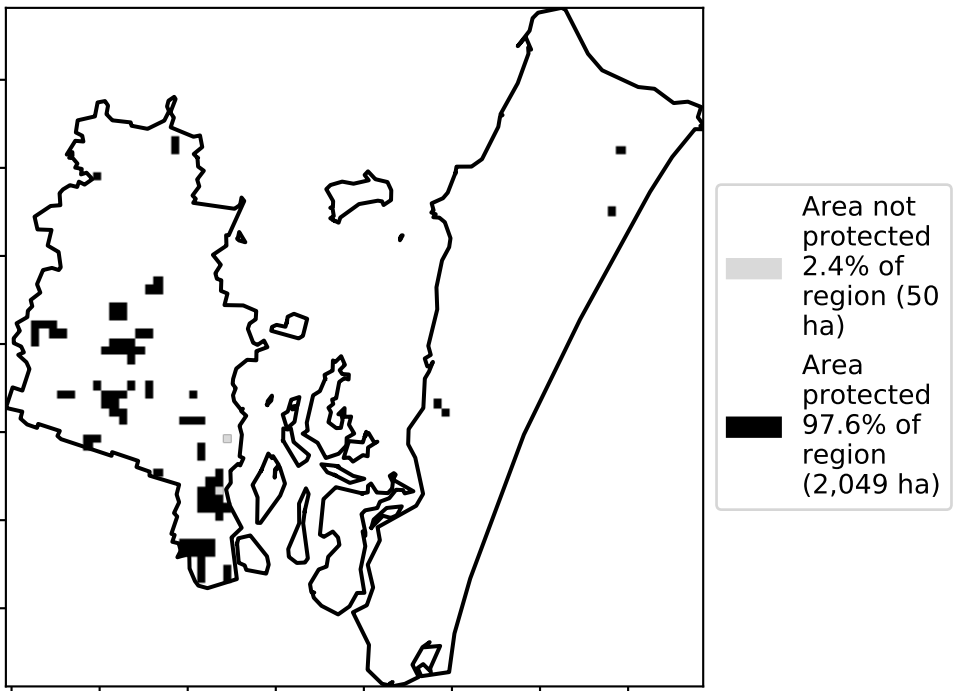 Area not
protected
2.4% of
region (50
ha)
Area
protected
97.6% of
region
(2,049 ha)